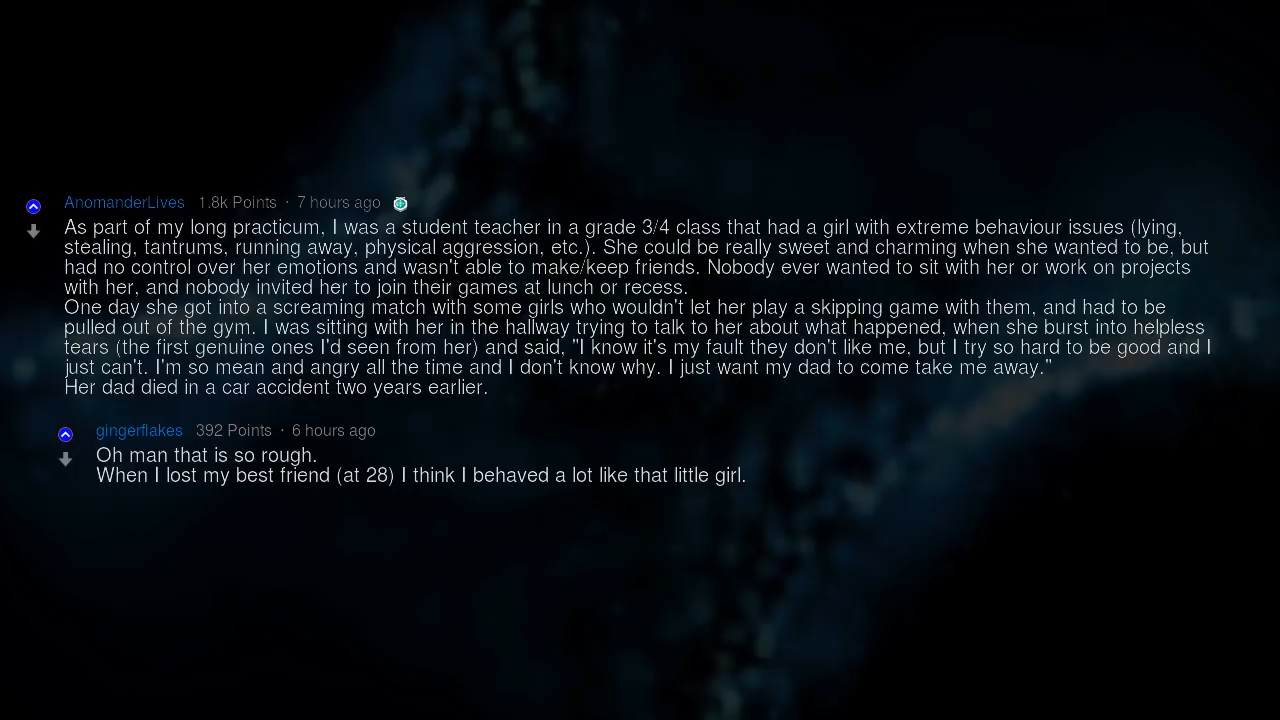 AnomanderLives 1.8k Points · 7 hours ago
As part of my long practicum, I was a student teacher in a grade 3/4 class that had a girl with extreme behaviour issues (lying,
stealing, tantrums, running away, physical aggression, etc.). She could be really sweet and charming when she wanted to be, but
had no control over her emotions and wasn't able to make/keep friends. Nobody ever wanted to sit with her or work on projects
with her, and nobody invited her to join their games at lunch or recess.
One day she got into a screaming match with some girls who wouldn't let her play a skipping game with them, and had to be
pulled out of the gym. I was sitting with her in the hallway trying to talk to her about what happened, when she burst into helpless
tears (the first genuine ones I'd seen from her) and said, "I know it's my fault they don't like me, but I try so hard to be good and I
just can't. I'm so mean and angry all the time and I don't know why. I just want my dad to come take me away."
Her dad died in a car accident two years earlier.
gingerflakes 392 Points · 6 hours ago
Oh man that is so rough.
When I lost my best friend (at 28) I think I behaved a lot like that little girl.